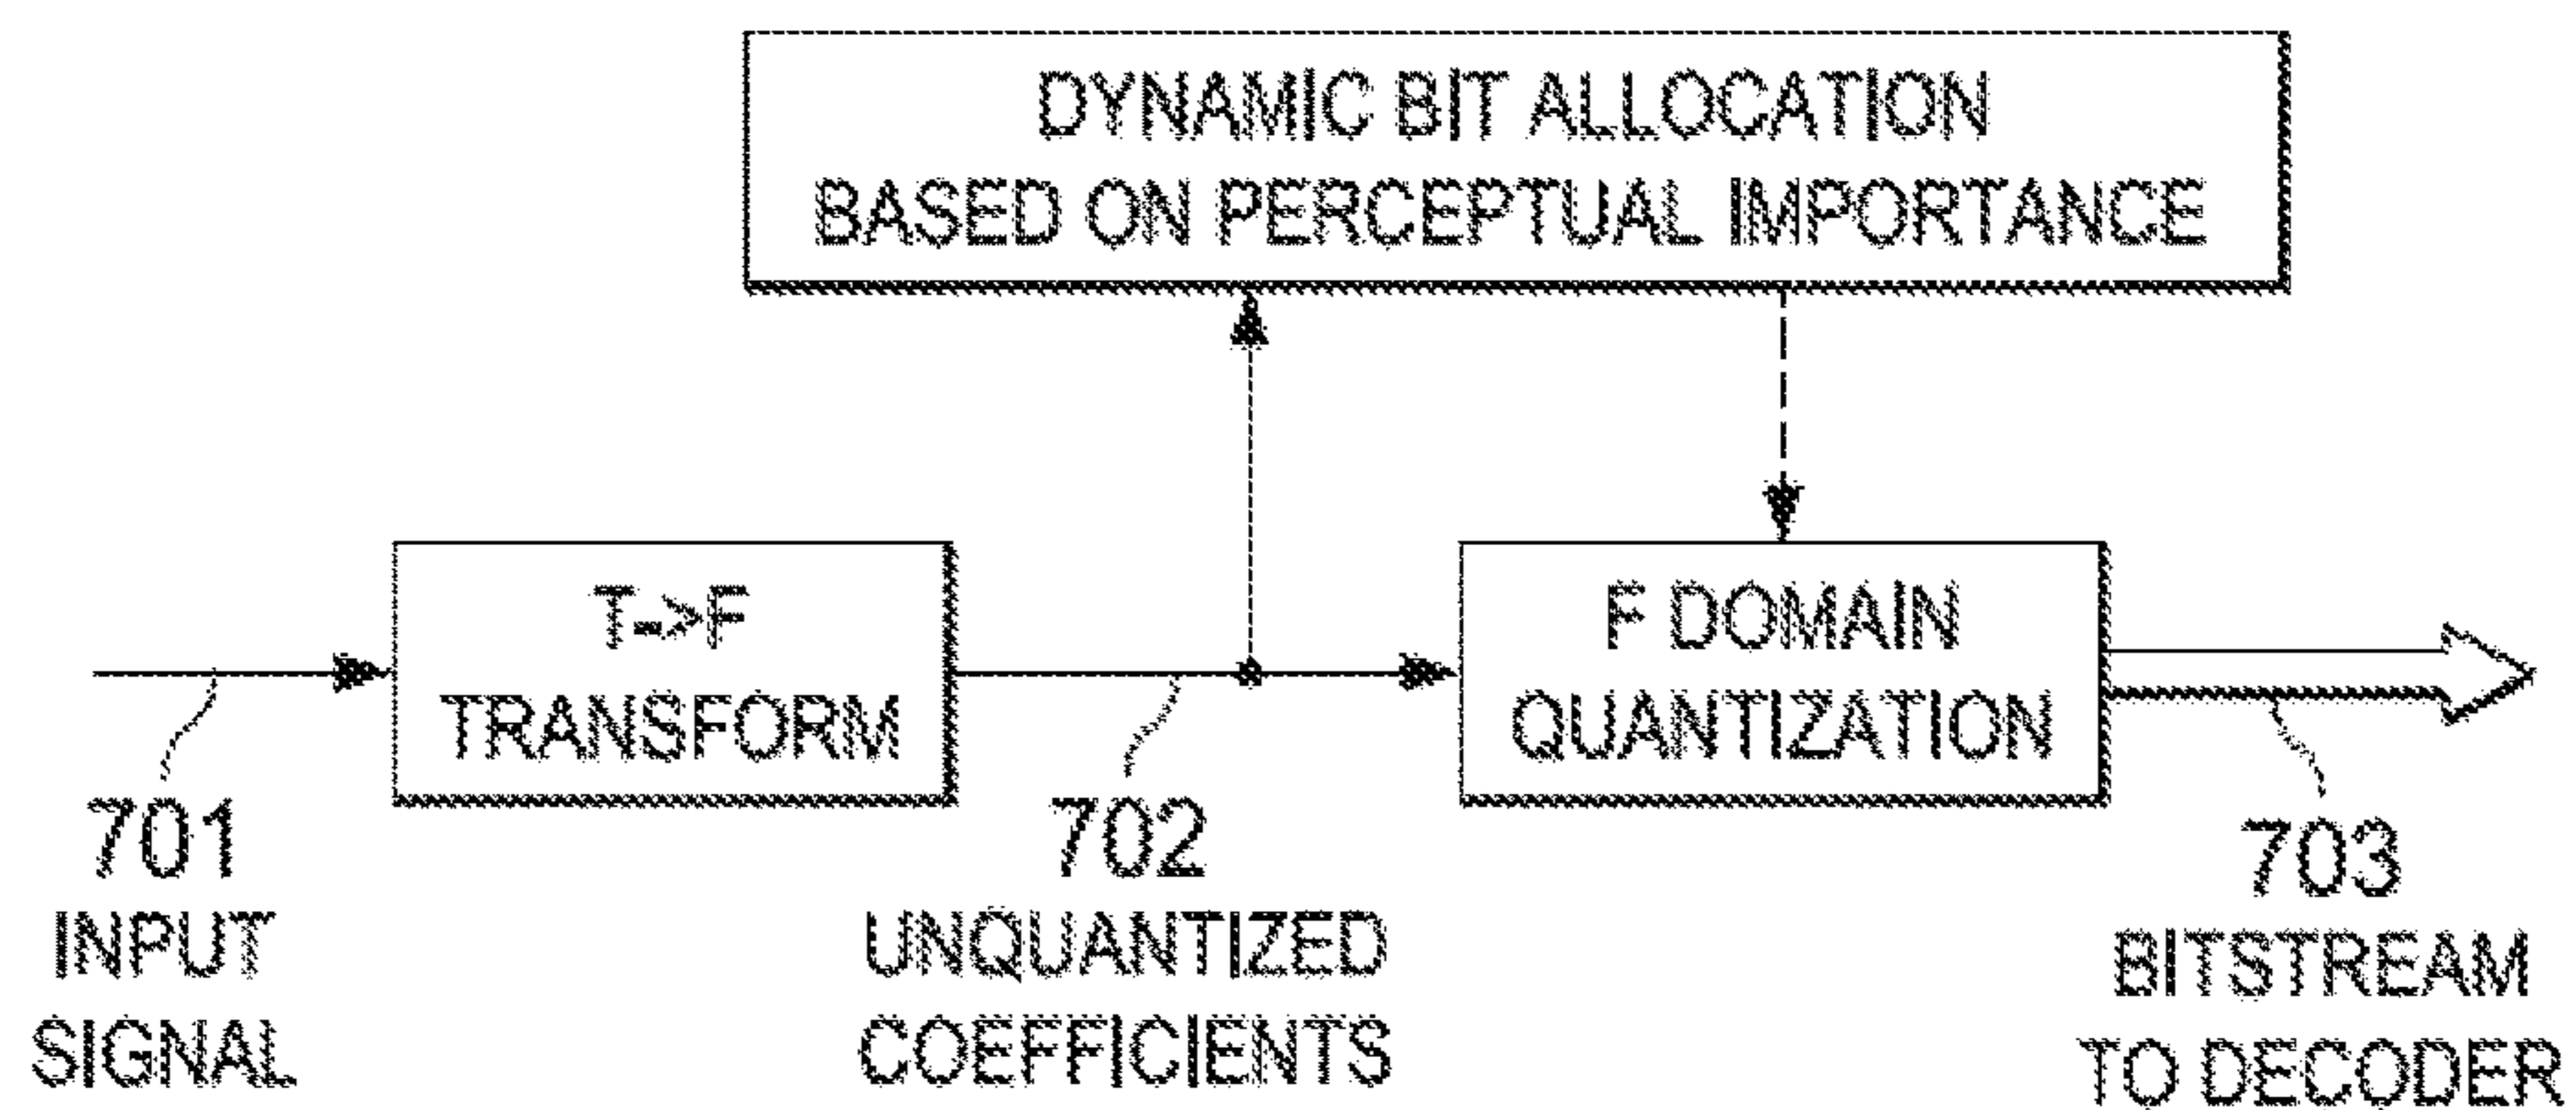 DYNAMIC BIT ALLOCATION
BASED ON PERCEPTUAL IMPORTANCE
T->F
TRANSFORM
F DOMAIN
QUANTIZATION
701
INPUT
SIGNAL
702
UNQUANTIZED
COEFFICIENTS
703
BITSTREAM
TO DECODER